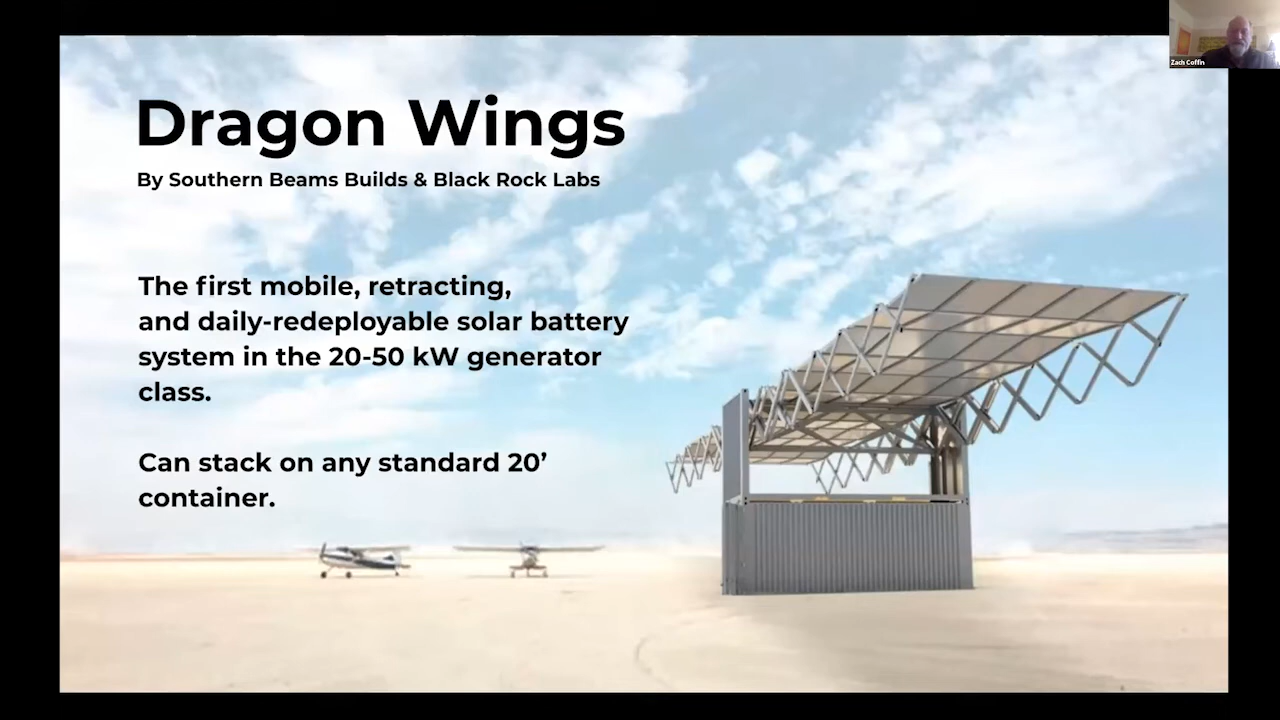 Dragon Wings
By Southern Beams Builds & Black Rock Labs
The first mobile, retracting,
and daily-redeployable solar battery
system in the 20-50 kW generator
class.
Can stack on any standard 20’
container.
Zach Coffin